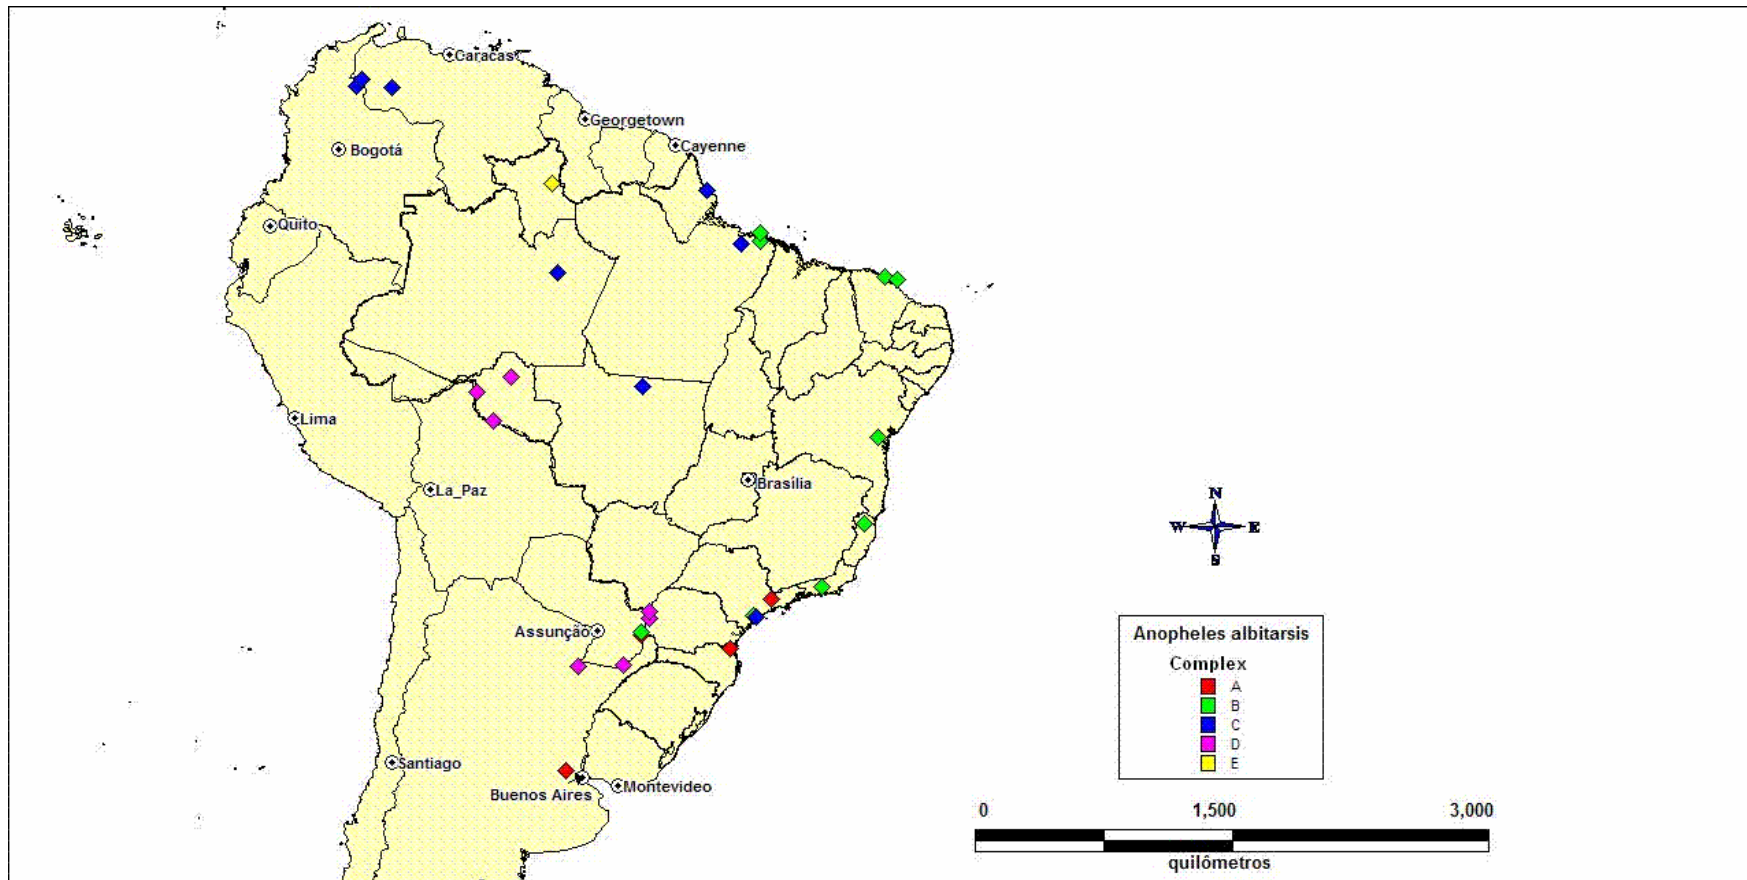 Caracas
Georgetown
Cayenne
Bogotá
Quito
Lima
La_Paz
Brasília
N
W E
S
Assunção
Santiago
Buenos Aires
Montevideo
Anopheles albitarsis
Complex
A
B
C
D
E
0 1,500 3,000
quilômetros